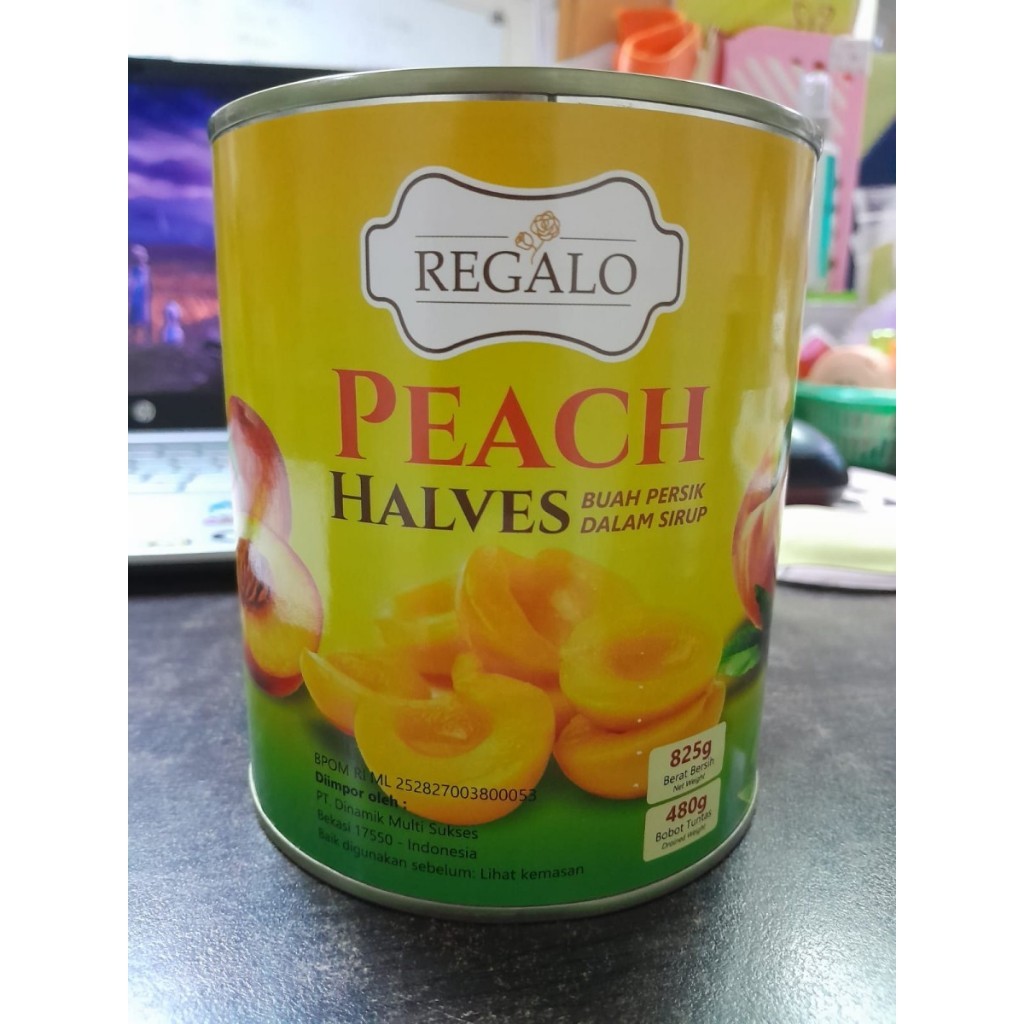 REGALO
PEACH
HALVES
BUAH PERSIK
DALAM SIRUP
825g
Berat Bersih
Net Weight
480g
Bobot Tuntas
Drained Weight
BPOM RI ML 252827003800053
Diimpor oleh :
PT. Dinamik Multi Sukses
Bekasi 17550 - Indonesia
Baik digunakan sebelum: Lihat kemasan